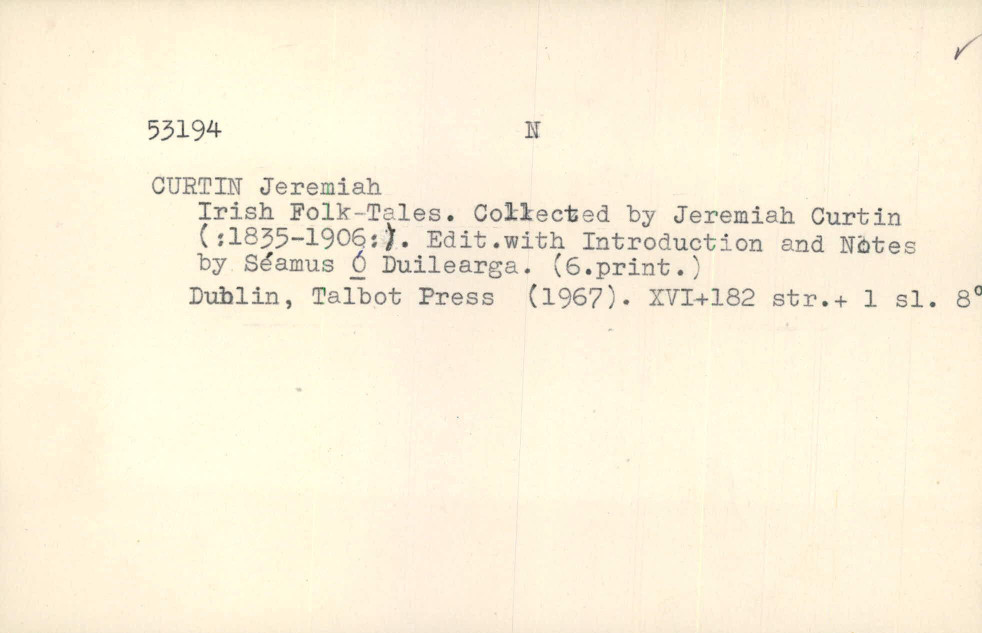 53194 N
CURTIN Jeremiah
Irish Folk-Tales. Collected by Jeremiah Curtin
(:1835-1906:). Edit.with Introduction and Notes
by Séamus Ó Duilearga. (6.print.)
Dublin, Talbot Press (1967). XVI+182 str.+ 1 sl. 8°